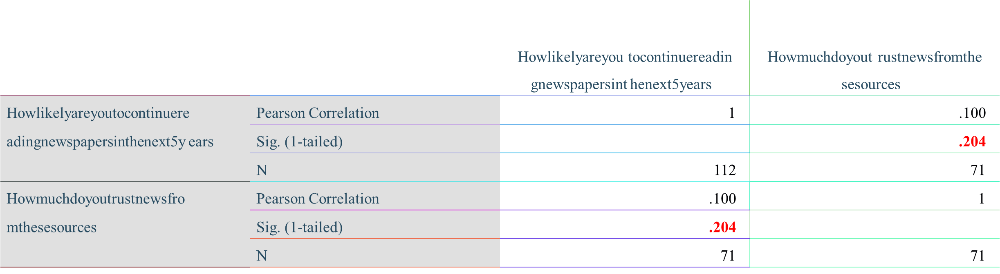 Howlikelyareyou tocontinuereadin
gnewspapersint henext5years
Howmuchdoyout rustnewsfromthe
sesources
Howlikelyareyoutocontinuere
adingnewspapersinthenext5y ears
Pearson Correlation 1 .100
Sig. (1-tailed) .204
N 112 71
Howmuchdoyoutrustnewsfro
mthesesources
Pearson Correlation .100 1
Sig. (1-tailed) .204
N 71 71